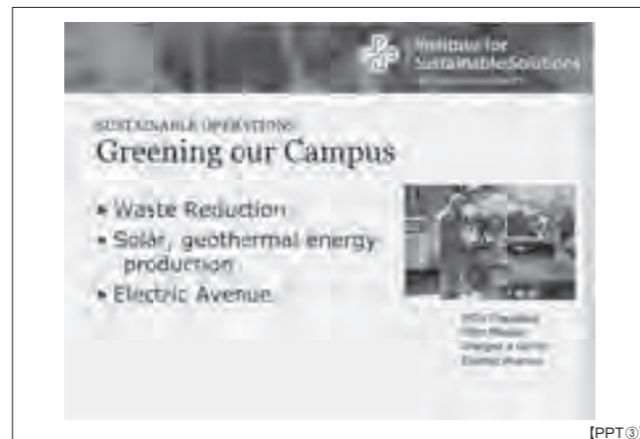 Institute for
SustainableSolutions
SUSTAINABLE OPERATIONS
Greening our Campus
▸ Waste Reduction
▸ Solar, geothermal energy
production
▸ Electric Avenue
Electric Avenue
【PPT③